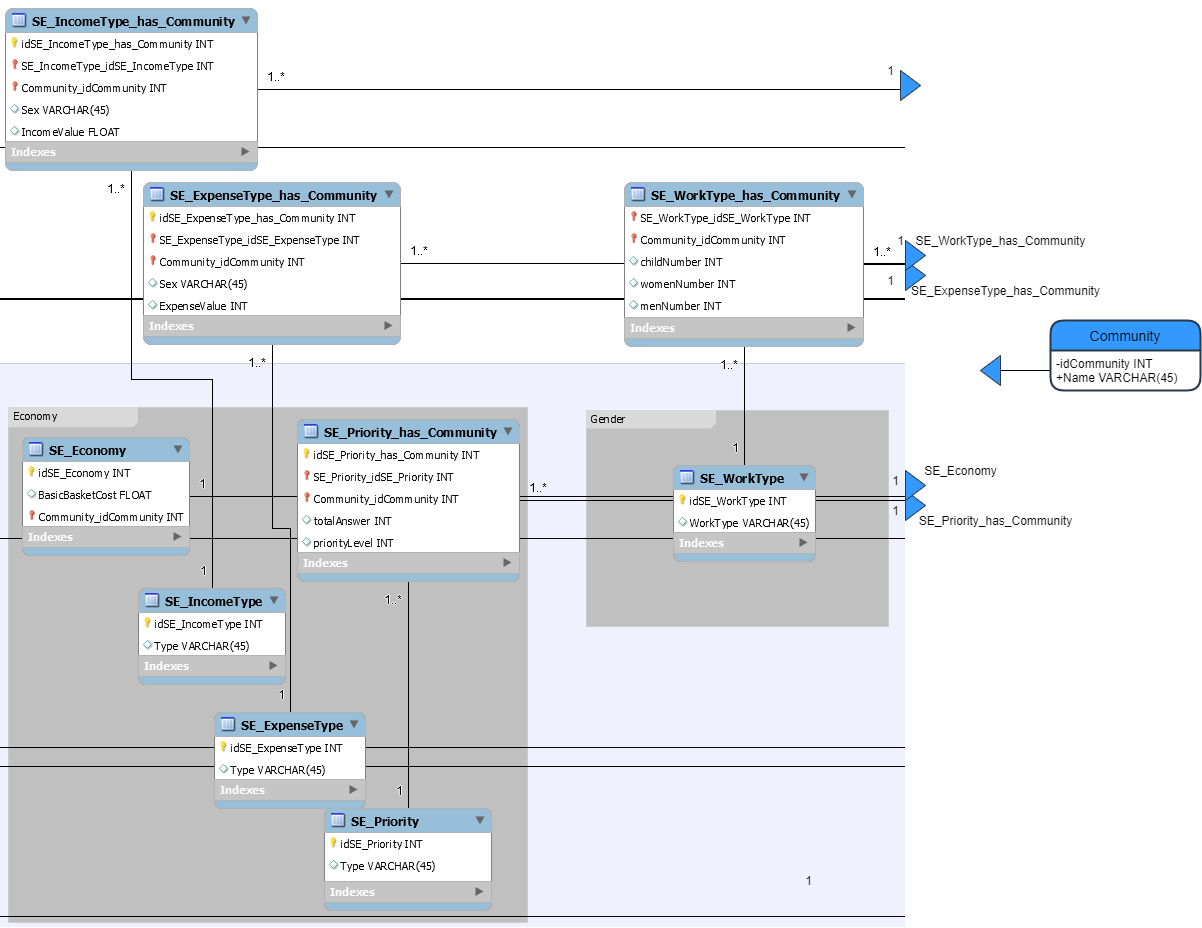 SE_IncomeType_has_Community
idSE_IncomeType_has_Community INT
SE_IncomeType_idSE_IncomeType INT
Community_idCommunity INT
Sex VARCHAR(45)
IncomeValue FLOAT
Indexes
1..*
1
1..*
SE_ExpenseType_has_Community
idSE_ExpenseType_has_Community INT
SE_ExpenseType_idSE_ExpenseType INT
Community_idCommunity INT
Sex VARCHAR(45)
ExpenseValue INT
Indexes
1..*
1..*
SE_WorkType_has_Community
SE_WorkType_idSE_WorkType INT
Community_idCommunity INT
childNumber INT
womenNumber INT
menNumber INT
Indexes
1..*
1..*
1
SE_WorkType_has_Community
1
SE_ExpenseType_has_Community
Community
-idCommunity INT
+Name VARCHAR(45)
Economy
SE_Economy
idSE_Economy INT
BasicBasketCost FLOAT
Community_idCommunity INT
Indexes
1
1
SE_Priority_has_Community
idSE_Priority_has_Community INT
SE_Priority_idSE_Priority INT
Community_idCommunity INT
totalAnswer INT
priorityLevel INT
Indexes
1..*
1..*
Gender
1
SE_WorkType
idSE_WorkType INT
WorkType VARCHAR(45)
Indexes
1
SE_Economy
1
SE_Priority_has_Community
SE_IncomeType
idSE_IncomeType INT
Type VARCHAR(45)
Indexes
1
SE_ExpenseType
idSE_ExpenseType INT
Type VARCHAR(45)
Indexes
1
SE_Priority
idSE_Priority INT
Type VARCHAR(45)
Indexes
1